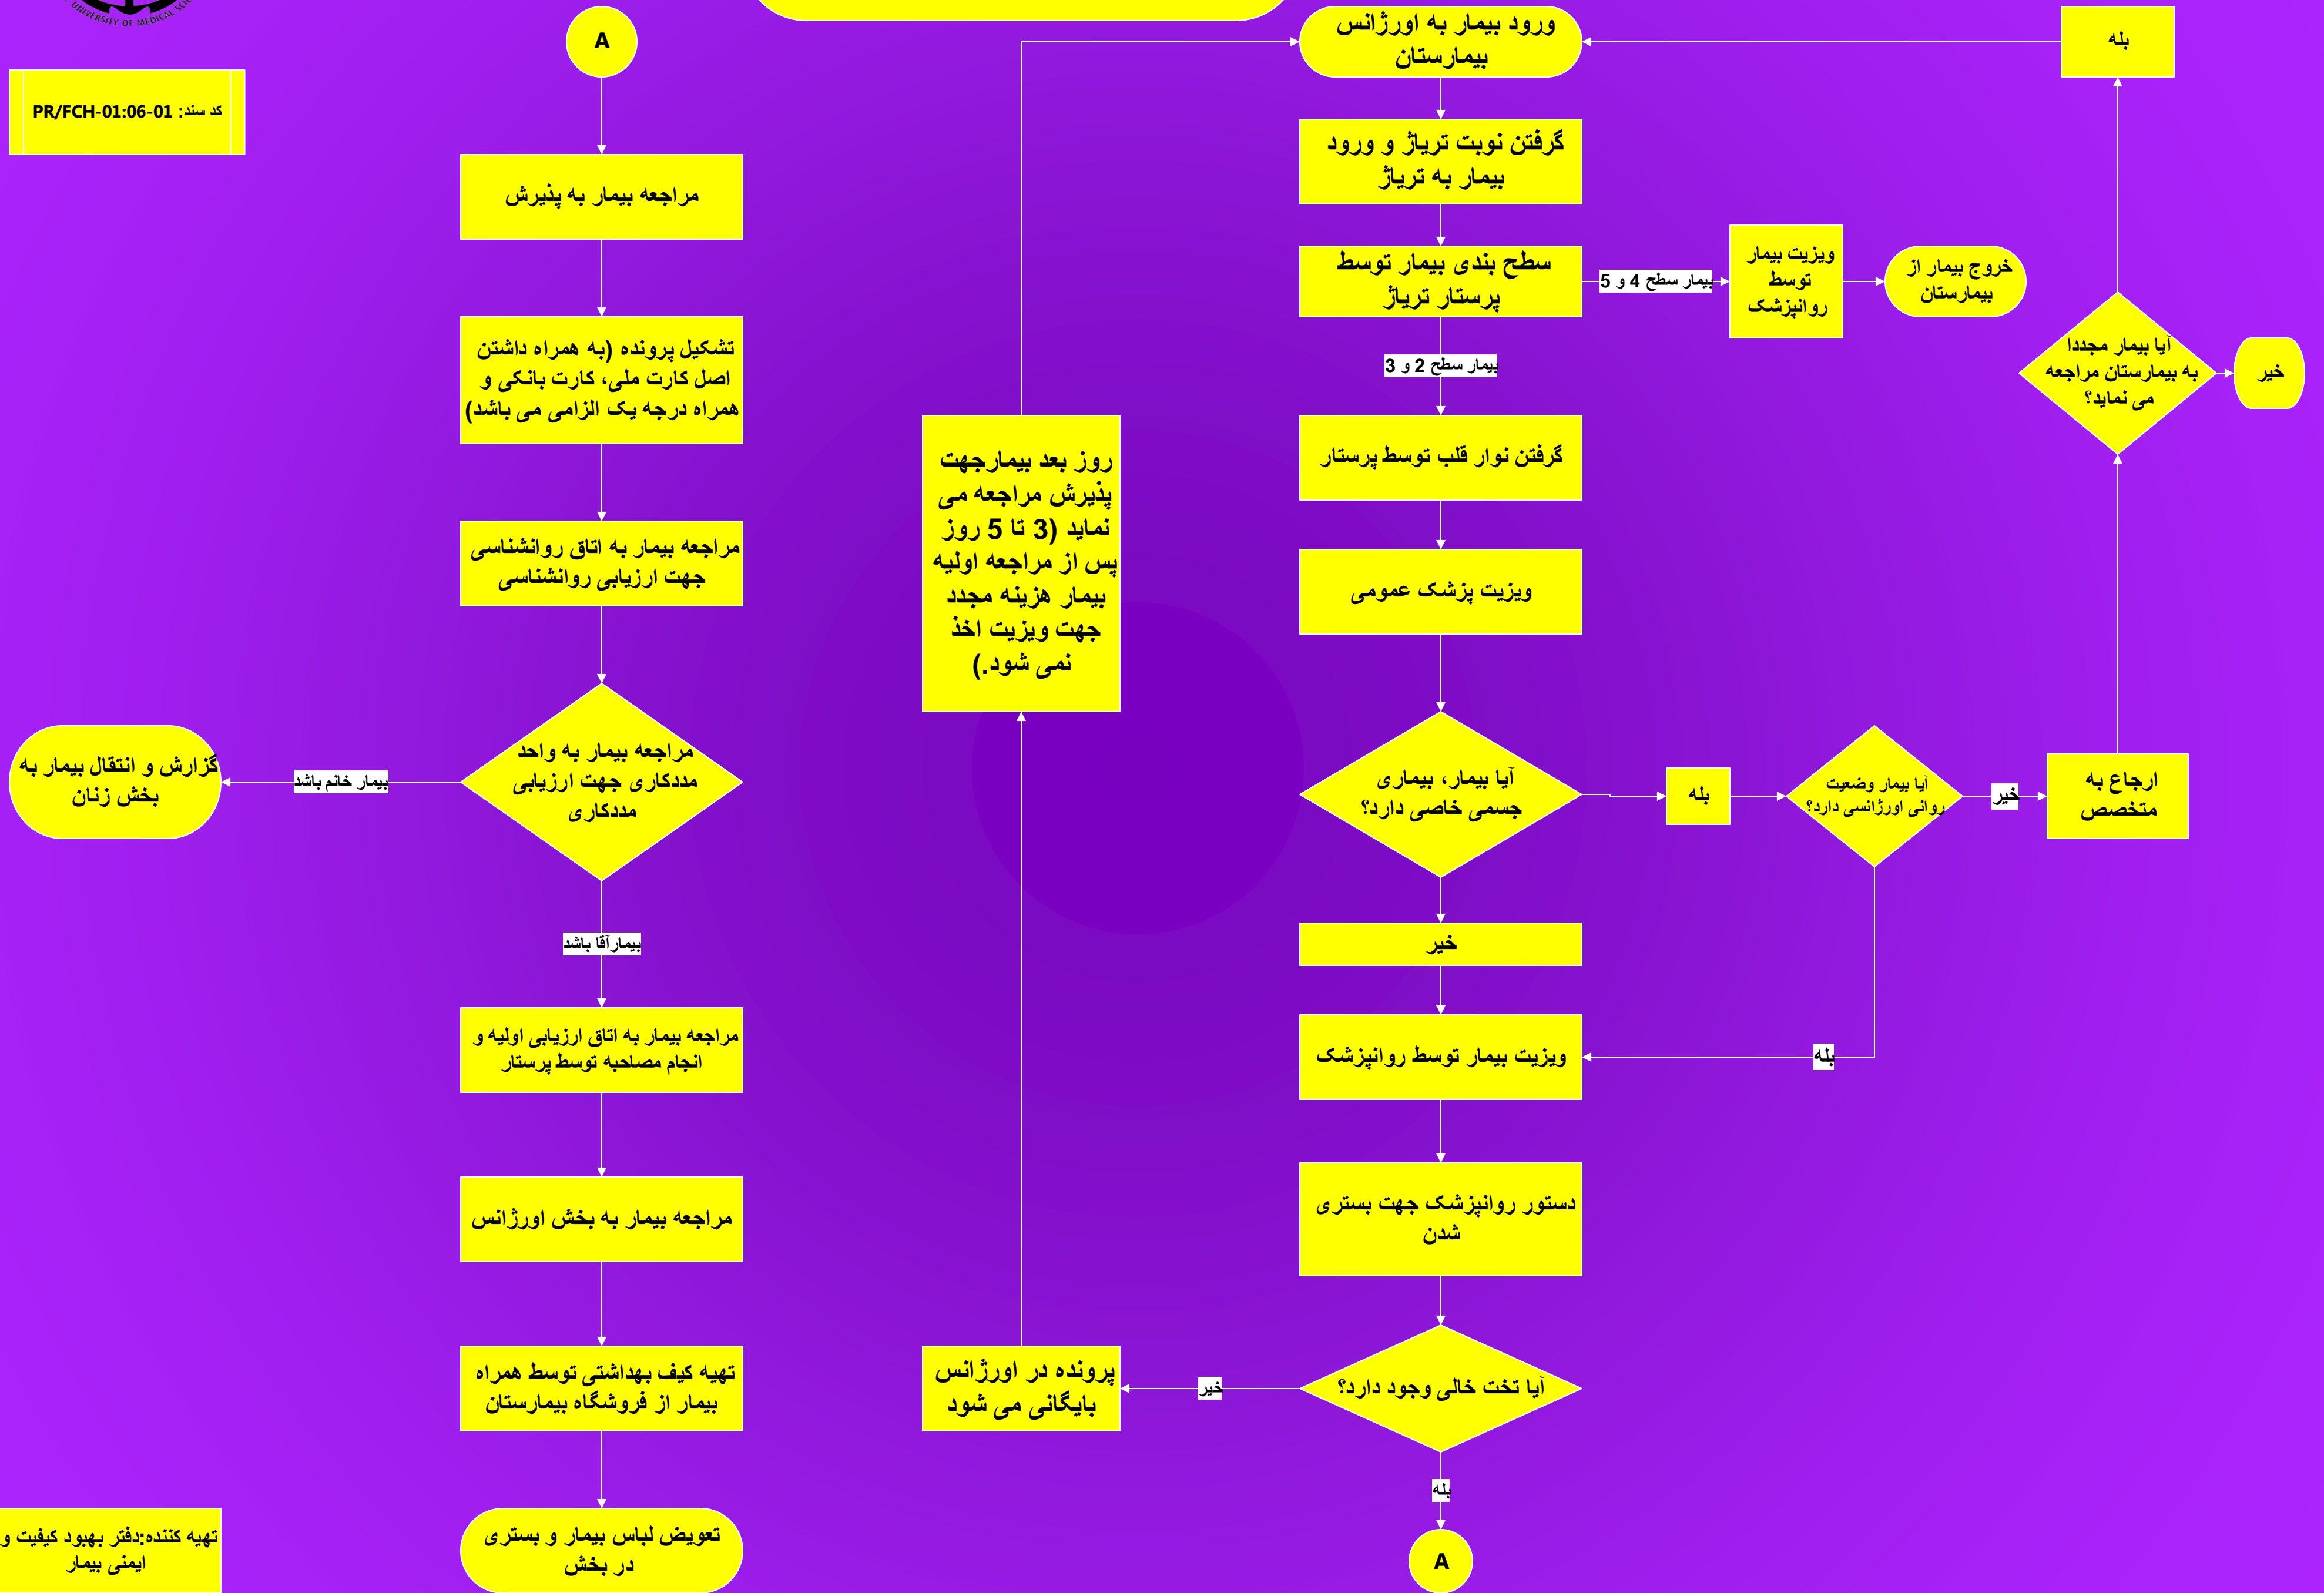 UNIVERSITY OF MEDICAL
کد سند: PR/FCH-01:06-01
ورود بیمار به اورژانس
بیمارستان
گرفتن نوبت تریاژ و ورود
بیمار به تریاژ
سطح بندی بیمار توسط
پرستار تریاژ
بیمار سطح 4 و 5
ویزیت بیمار
توسط
روانپزشک
خروج بیمار از
بیمارستان
بیمار سطح 2 و 3
گرفتن نوار قلب توسط پرستار
ویزیت پزشک عمومی
آیا بیمار، بیماری
جسمی خاصی دارد؟
بله
آیا بیمار وضعیت
روانی اورژانسی دارد؟
خیر
ارجاع به
متخصص
آیا بیمار مجددا
به بیمارستان مراجعه
می نماید؟
خیر
بله
خیر
بله
ویزیت بیمار توسط روانپزشک
دستور روانپزشک جهت بستری
شدن
آیا تخت خالی وجود دارد؟
خیر
پرونده در اورژانس
بایگانی می شود
روز بعد بیمارجهت
پذیرش مراجعه می
نماید (3 تا 5 روز
پس از مراجعه اولیه
بیمار هزینه مجدد
جهت ویزیت اخذ
نمی شود.)
بله
A
A
مراجعه بیمار به پذیرش
تشکیل پرونده (به همراه داشتن
اصل کارت ملی، کارت بانکی و
همراه درجه یک الزامی می باشد)
مراجعه بیمار به اتاق روانشناسی
جهت ارزیابی روانشناسی
مراجعه بیمار به واحد
مددکاری جهت ارزیابی
مددکاری
بیمار خانم باشد
گزارش و انتقال بیمار به
بخش زنان
بیمارآقا باشد
مراجعه بیمار به اتاق ارزیابی اولیه و
انجام مصاحبه توسط پرستار
مراجعه بیمار به بخش اورژانس
تهیه کیف بهداشتی توسط همراه
بیمار از فروشگاه بیمارستان
تعویض لباس بیمار و بستری
در بخش
تهیه کننده:دفتر بهبود کیفیت و
ایمنی بیمار